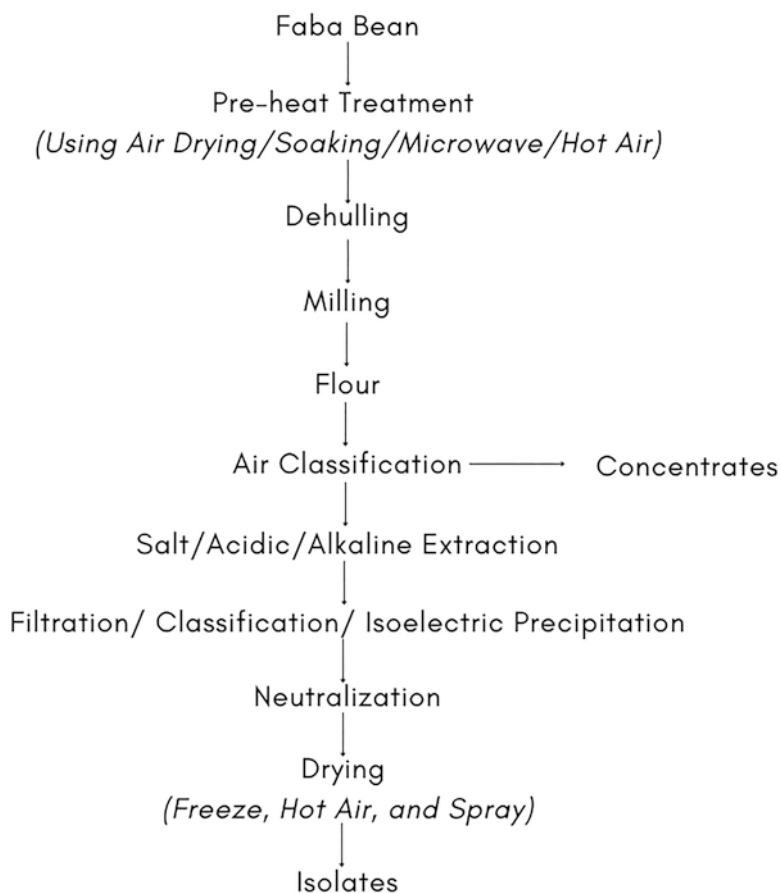 Faba Bean
Pre-heat Treatment
(Using Air Drying/Soaking/Microwave/Hot Air)
Dehulling
Milling
Flour
Air Classification
Concentrates
Salt/Acidic/Alkaline Extraction
Filtration/ Classification/ Isoelectric Precipitation
Neutralization
Drying
(Freeze, Hot Air, and Spray)
Isolates